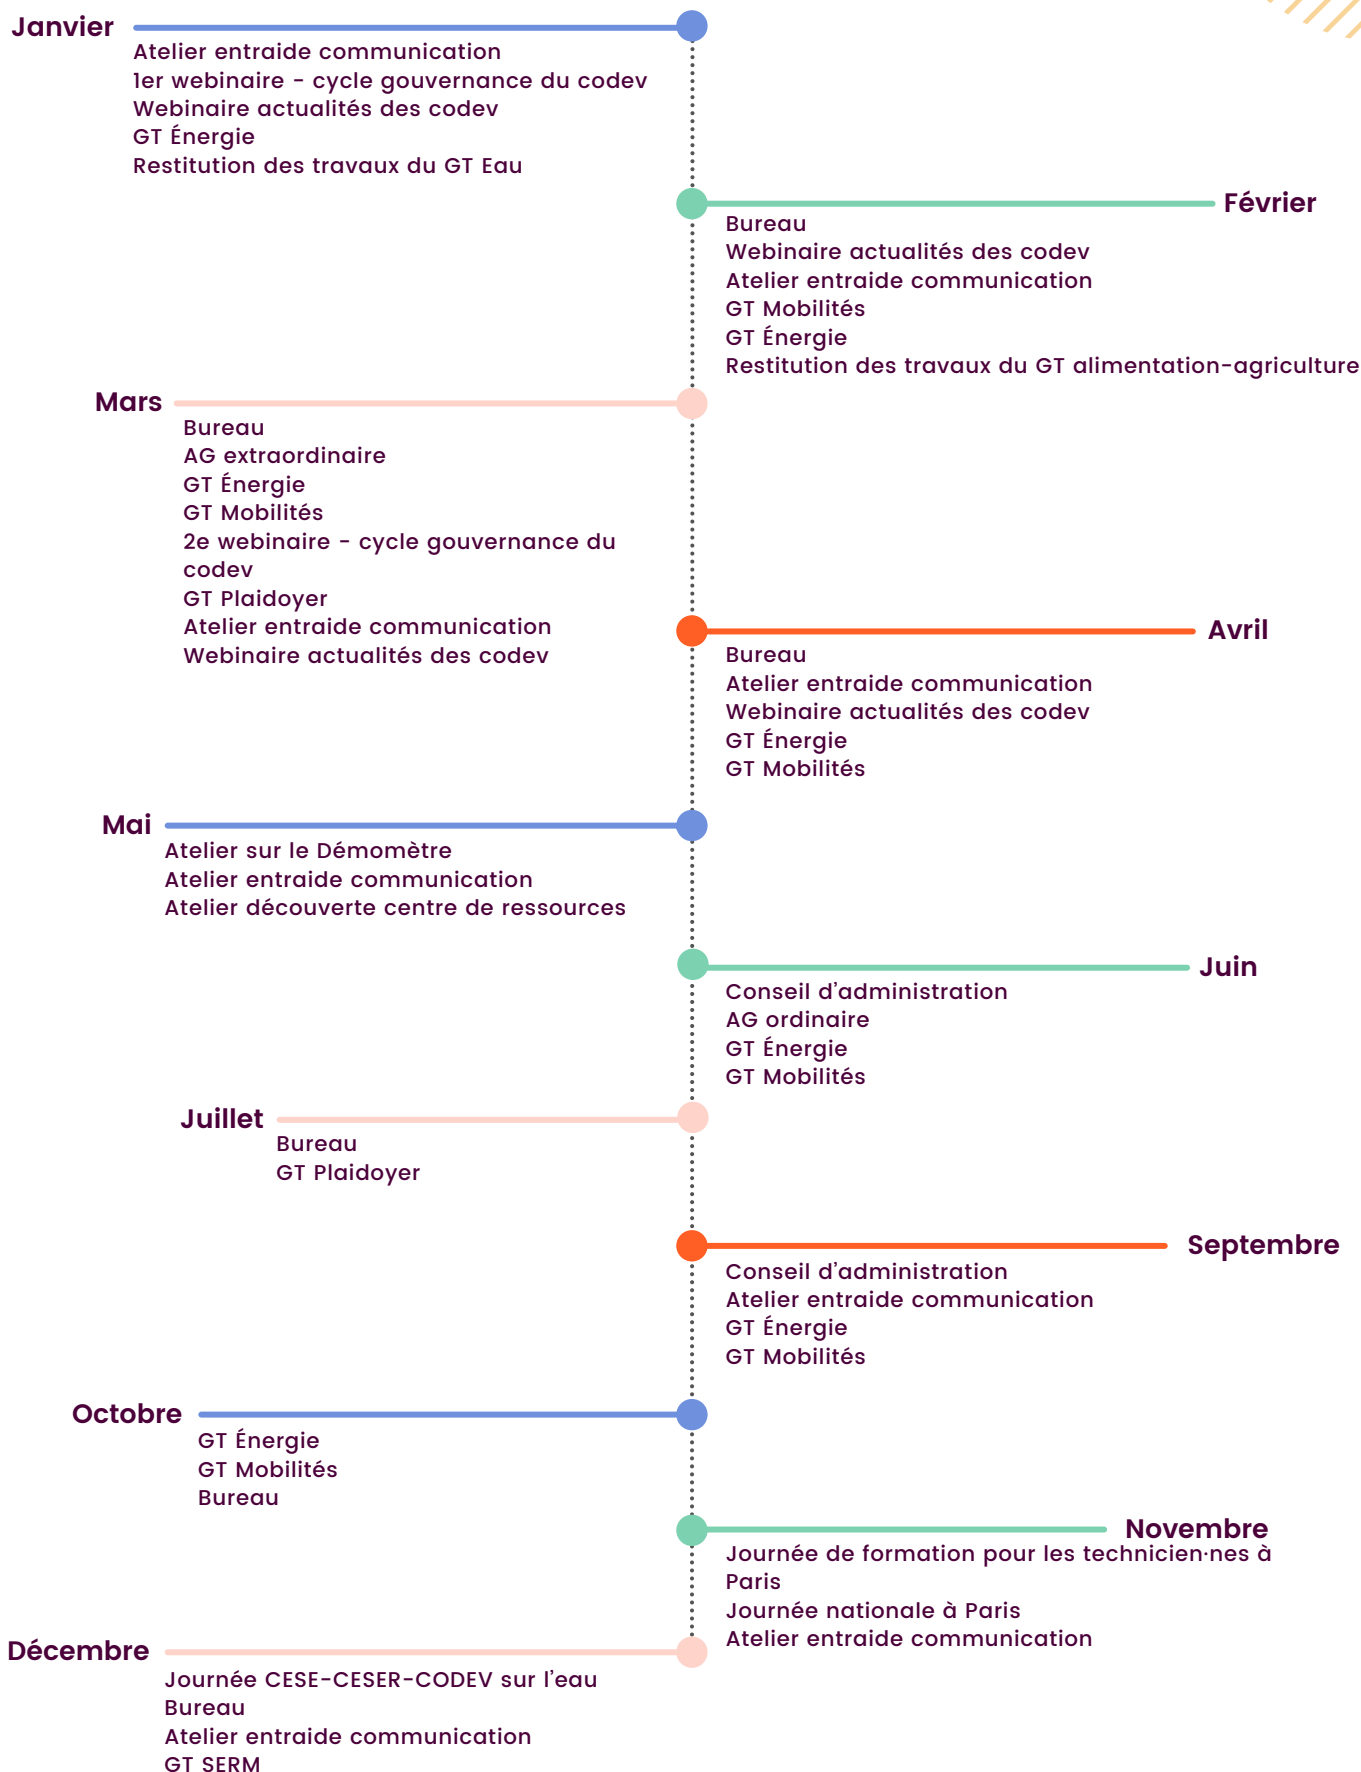 Janvier
Atelier entraide communication
1er webinaire - cycle gouvernance du codev
Webinaire actualités des codev
GT Énergie
Restitution des travaux du GT Eau
Février
Bureau
Webinaire actualités des codev
Atelier entraide communication
GT Mobilités
GT Énergie
Restitution des travaux du GT alimentation-agriculture
Mars
Bureau
AG extraordinaire
GT Énergie
GT Mobilités
2e webinaire - cycle gouvernance du
codev
GT Plaidoyer
Atelier entraide communication
Webinaire actualités des codev
Avril
Bureau
Atelier entraide communication
Webinaire actualités des codev
GT Énergie
GT Mobilités
Mai
Atelier sur le Démomètre
Atelier entraide communication
Atelier découverte centre de ressources
Juin
Conseil d'administration
AG ordinaire
GT Énergie
GT Mobilités
Juillet
Bureau
GT Plaidoyer
Septembre
Conseil d'administration
Atelier entraide communication
GT Énergie
GT Mobilités
Octobre
GT Énergie
GT Mobilités
Bureau
Novembre
Journée de formation pour les technicien·nes à
Paris
Journée nationale à Paris
Atelier entraide communication
Décembre
Journée CESE-CESER-CODEV sur l'eau
Bureau
Atelier entraide communication
GT SERM